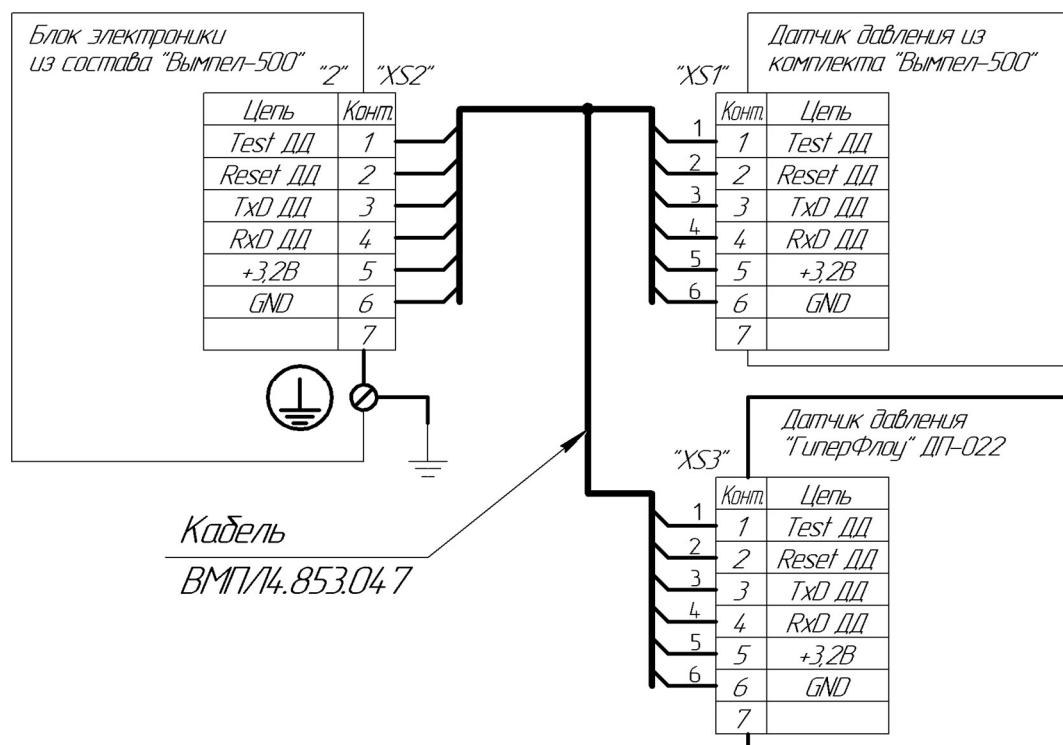 Блок электроники
из состава "Вымпел-500"
"2" "XS2"
Цепь Конт.
Test ДД 1
Reset ДД 2
TxD ДД 3
RxD ДД 4
+3,2В 5
GND 6
7
Датчик давления из
комплекта "Вымпел-500"
"XS1"
Конт. Цепь
1 1 Test ДД
2 2 Reset ДД
3 3 TxD ДД
4 4 RxD ДД
5 5 +3,2В
6 6 GND
7
Кабель
ВМПЛ4.853.047
Датчик давления
"ГиперФлоу" ДП-022
"XS3"
Конт. Цепь
1 1 Test ДД
2 2 Reset ДД
3 3 TxD ДД
4 4 RxD ДД
5 5 +3,2В
6 6 GND
7